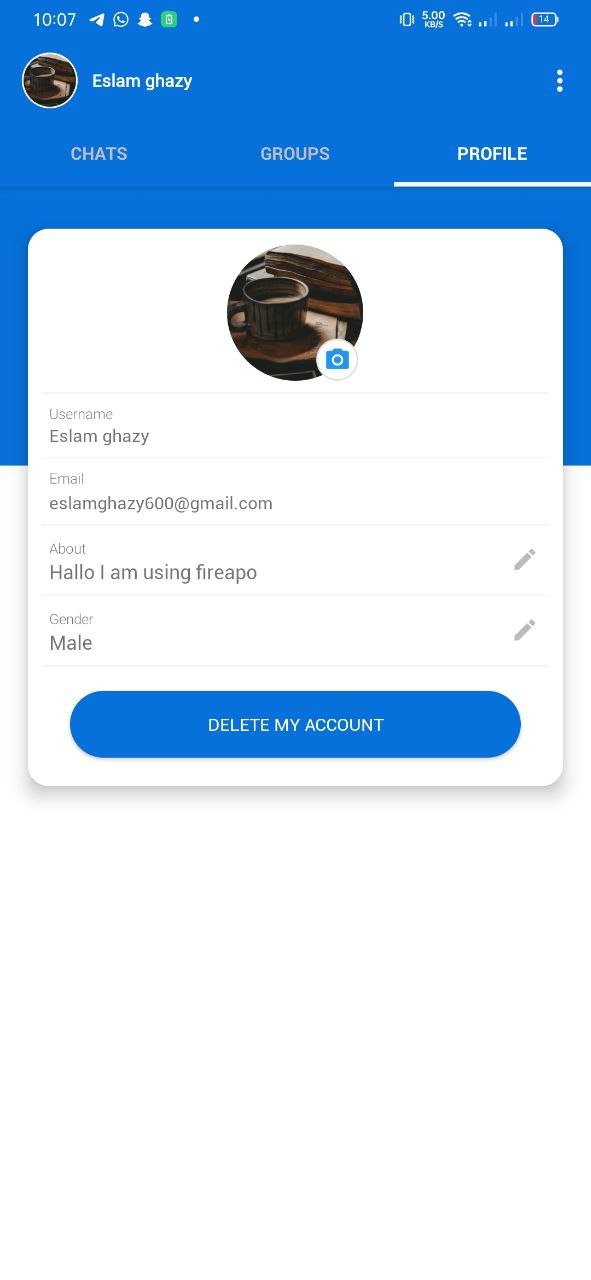 10:07
5.00
KB/S
14
Eslam ghazy
CHATS
GROUPS
PROFILE
Username
Eslam ghazy
Email
eslamghazy600@gmail.com
About
Hallo I am using fireapo
Gender
Male
DELETE MY ACCOUNT